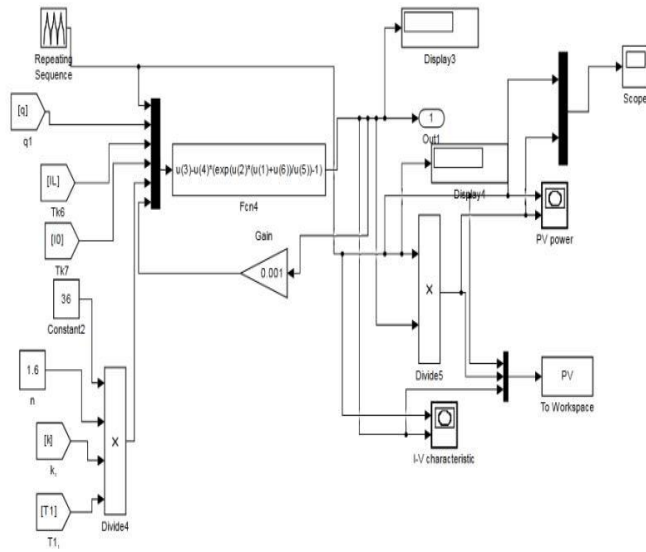 Repeating
Sequence
Display3
Scope
[q]
q1
1
Out1
[IL]
Tk6
u(3)-u(4)*(exp(u(2)*(u(1)+u(6))/u(5))-1)
Fcn4
Display4
[I0]
Tk7
Gain
0.001
PV power
36
Constant2
X
Divide5
1.6
n
X
PV
To Workspace
[k]
k,
I-V characteristic
[T1]
T1,
Divide4